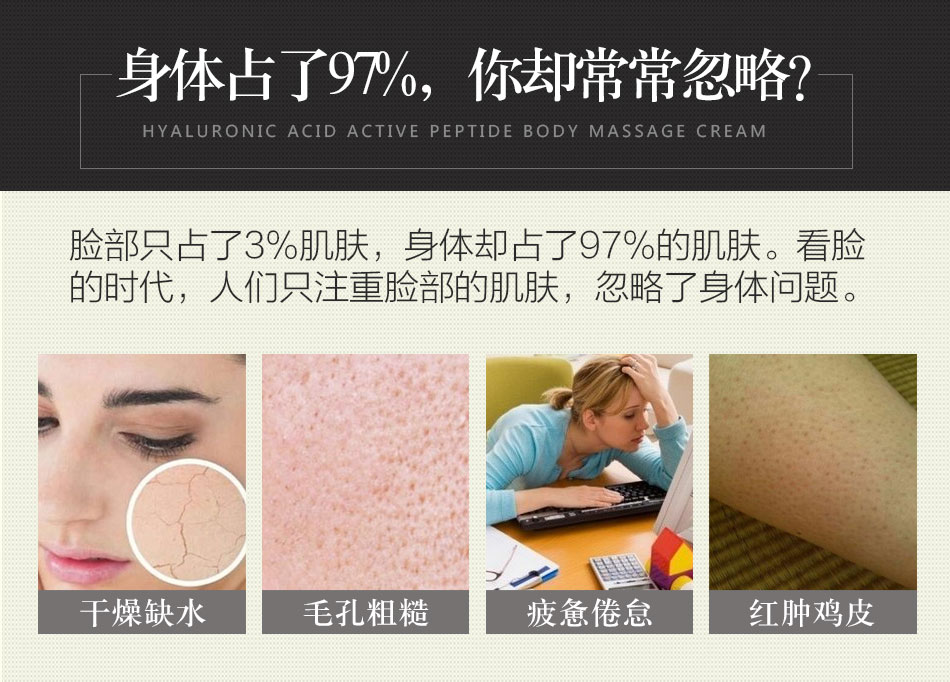 身体占了97%，你却常常忽略?
HYALURONIC ACID ACTIVE PEPTIDE BODY MASSAGE CREAM
脸部只占了3%肌肤，身体却占了97%的肌肤。看脸
的时代，人们只注重脸部的肌肤，忽略了身体问题。
干燥缺水
毛孔粗糙
疲惫倦怠
红肿鸡皮